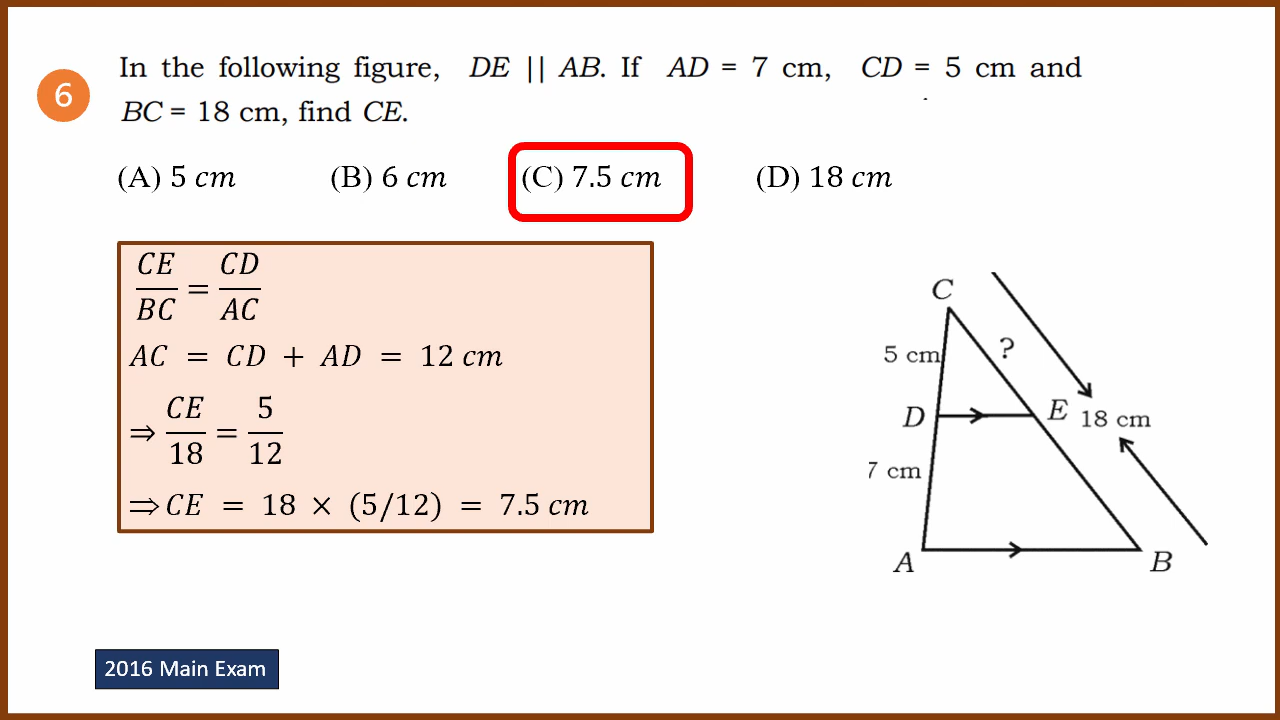 6
In the following figure, DE || AB. If AD = 7 cm, CD = 5 cm and
BC = 18 cm, find CE.
(A) 5 cm (B) 6 cm (C) 7.5 cm (D) 18 cm
CE/BC = CD/AC
AC = CD + AD = 12 cm
⇒ CE/18 = 5/12
⇒ CE = 18 × (5/12) = 7.5 cm
C
5 cm
?
D
E
18 cm
7 cm
A
B
2016 Main Exam